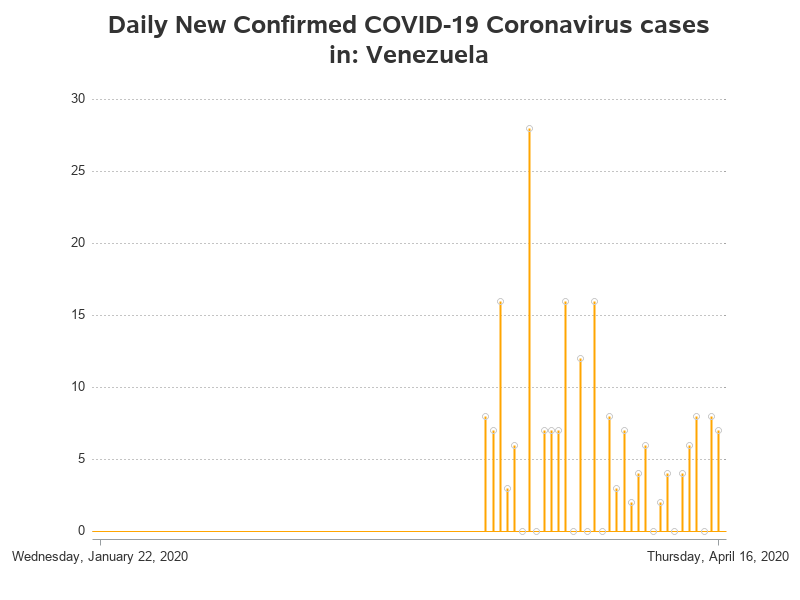 Daily New Confirmed COVID-19 Coronavirus cases
in: Venezuela
30
25
20
15
10
5
0
Wednesday, January 22, 2020
Thursday, April 16, 2020